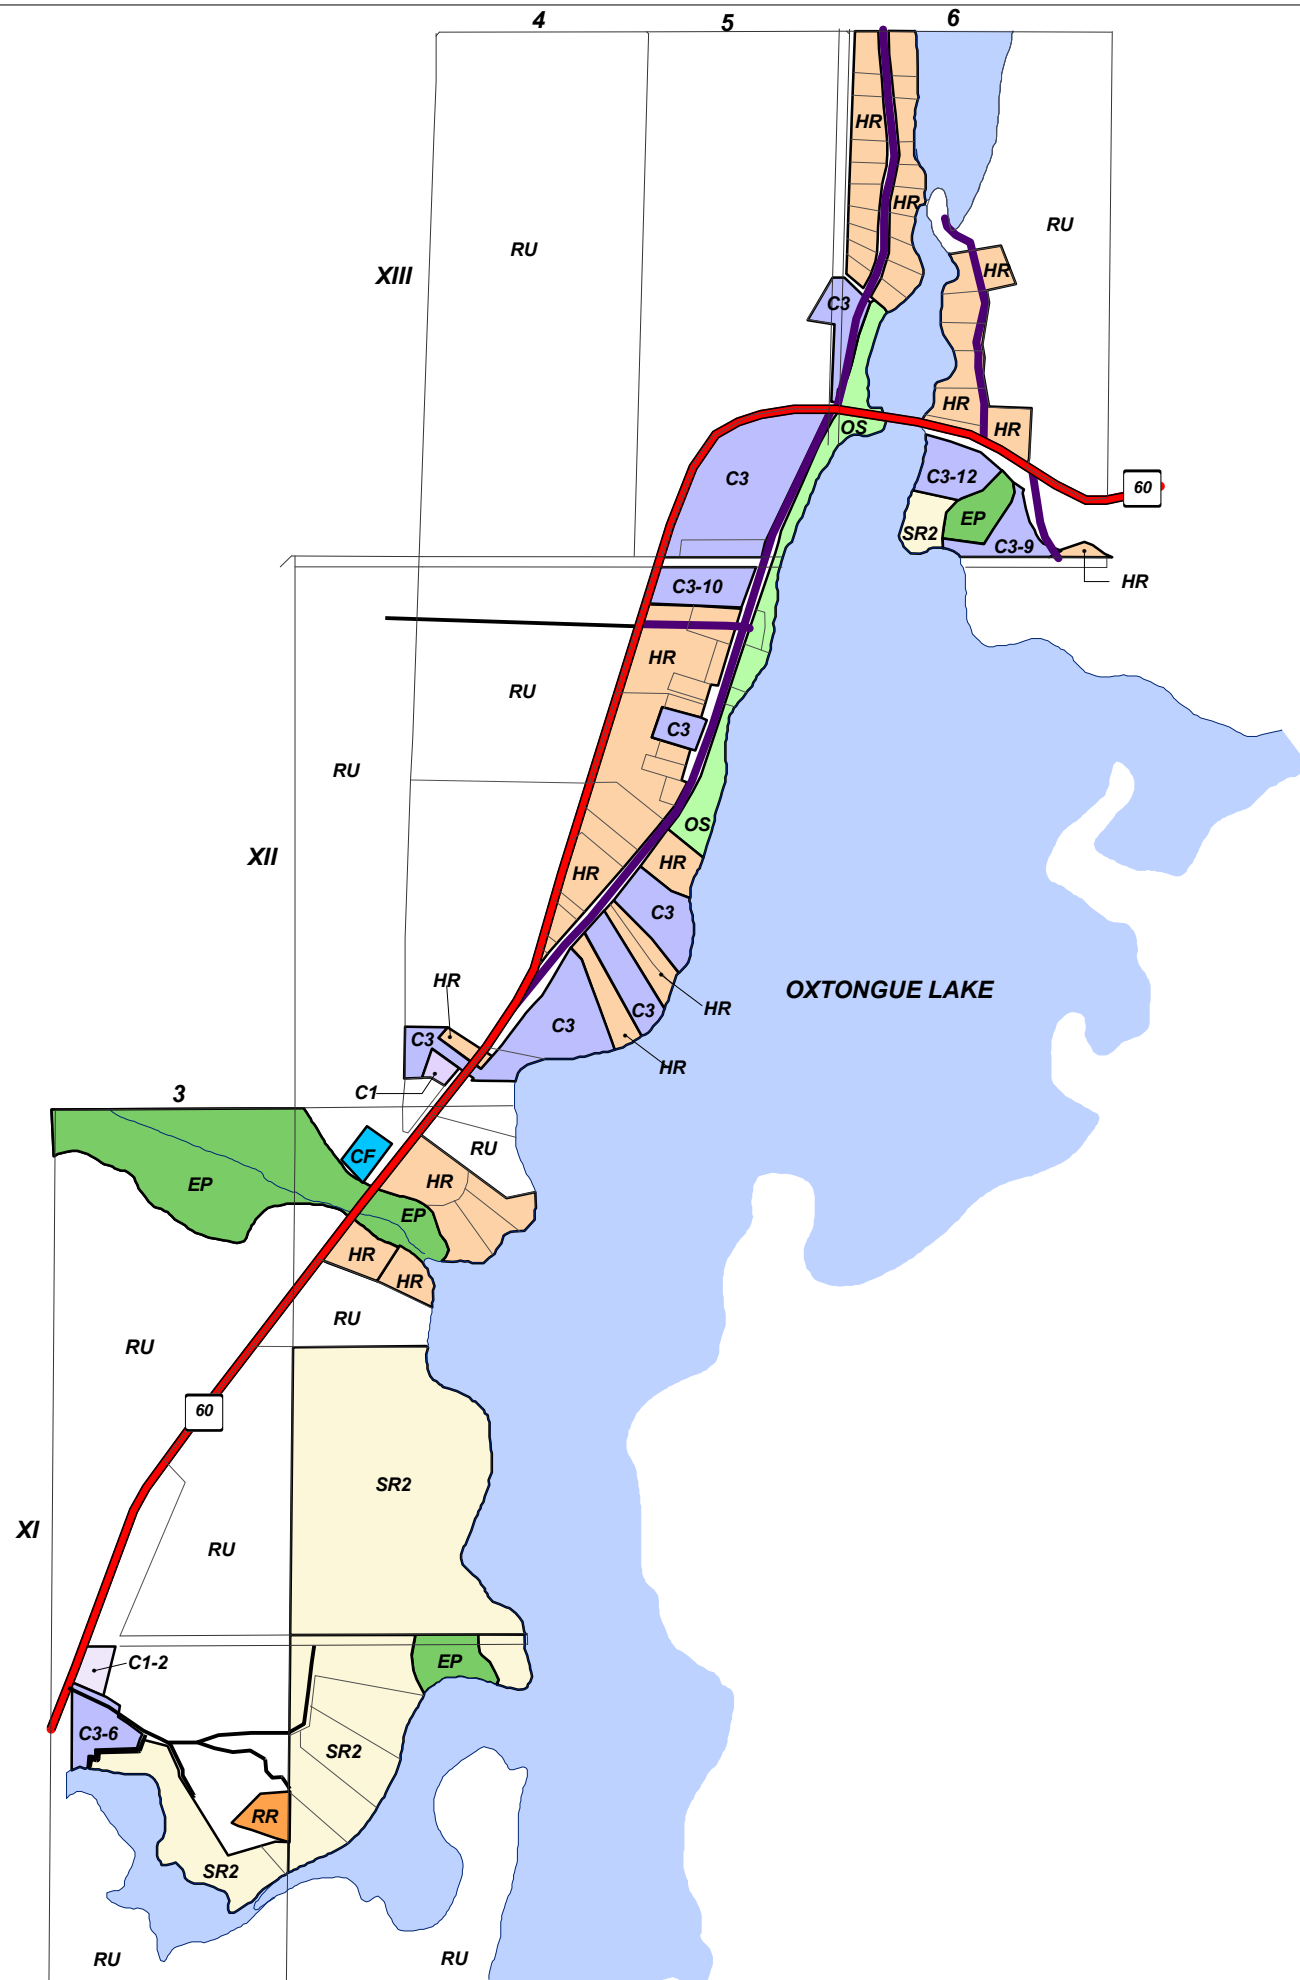 4
5
6
HR
HR
RU
RU
XIII
HR
C3
HR
OS
HR
C3
C3-12
60
EP
SR2
C3-9
HR
C3-10
HR
RU
C3
RU
OS
XII
HR
HR
C3
HR
OXTONGUE LAKE
HR
C3
C3
C3
HR
C1
3
RU
CF
HR
EP
EP
HR
HR
RU
RU
60
SR2
XI
RU
EP
C1-2
C3-6
SR2
RR
SR2
RU
RU